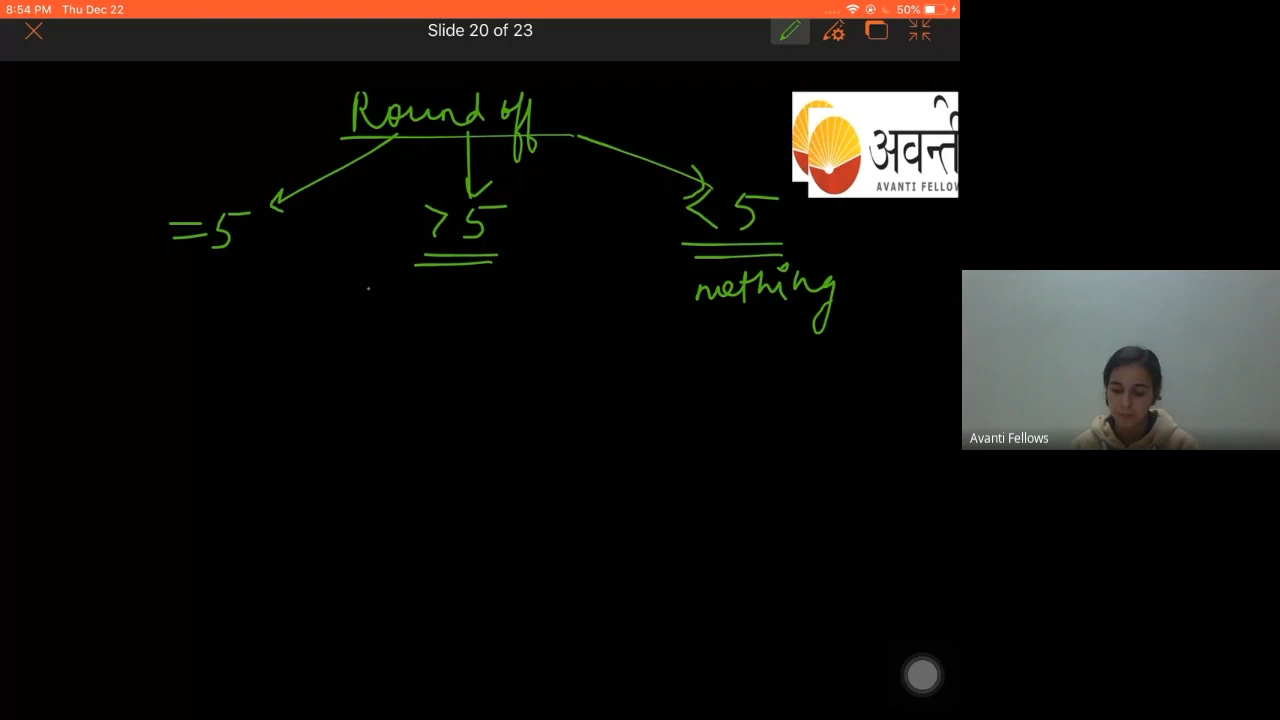 8:54 PM Thu Dec 22
50%
Slide 20 of 23
Round off
=5
>5
<5
nothing
अवन्ती
AVANTI FELLOW
Avanti Fellows